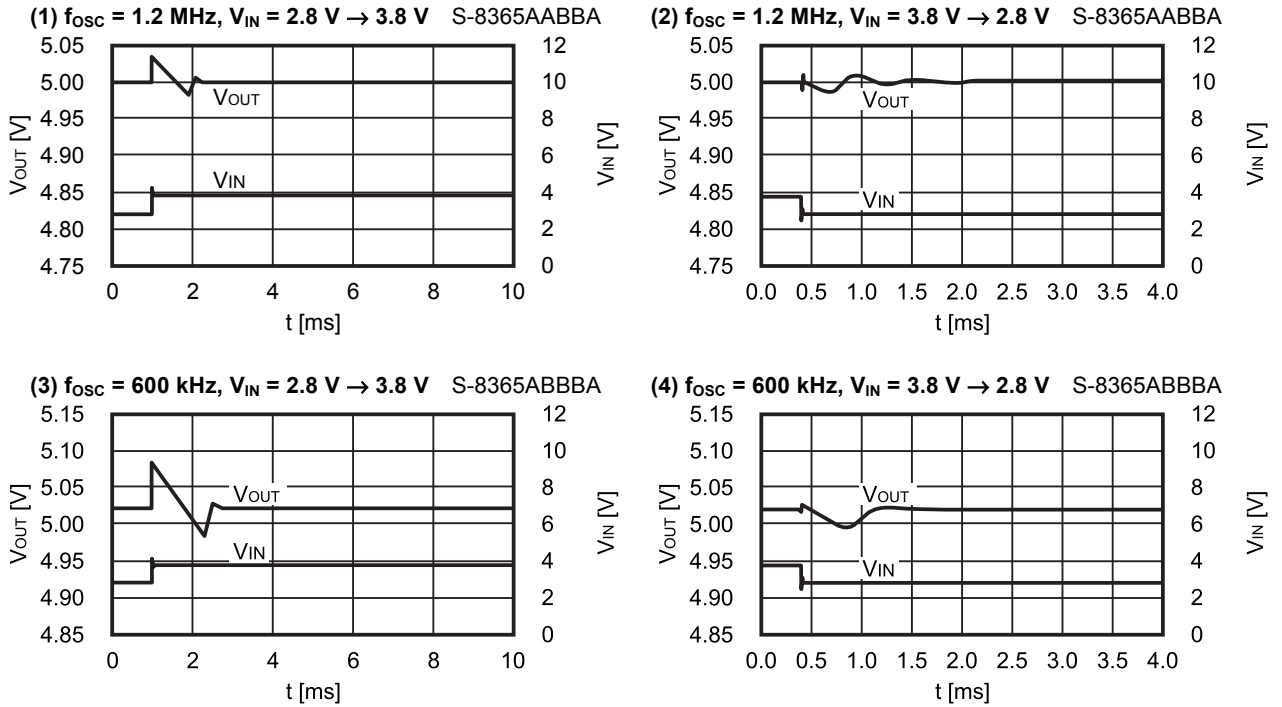 (1) fOSC = 1.2 MHz, VIN = 2.8 V → 3.8 V S-8365AABBA
5.05
5.00
4.95
4.90
4.85
4.80
4.75
VOUT [V]
12
10
8
6
4
2
0
VIN [V]
VOUT
VIN
0 2 4 6 8 10
t [ms]
(2) fOSC = 1.2 MHz, VIN = 3.8 V → 2.8 V S-8365AABBA
5.05
5.00
4.95
4.90
4.85
4.80
4.75
VOUT [V]
12
10
8
6
4
2
0
VIN [V]
VOUT
VIN
0.0 0.5 1.0 1.5 2.0 2.5 3.0 3.5 4.0
t [ms]
(3) fOSC = 600 kHz, VIN = 2.8 V → 3.8 V S-8365ABBBA
5.15
5.10
5.05
5.00
4.95
4.90
4.85
VOUT [V]
12
10
8
6
4
2
0
VIN [V]
VOUT
VIN
0 2 4 6 8 10
t [ms]
(4) fOSC = 600 kHz, VIN = 3.8 V → 2.8 V S-8365ABBBA
5.15
5.10
5.05
5.00
4.95
4.90
4.85
VOUT [V]
12
10
8
6
4
2
0
VIN [V]
VOUT
VIN
0.0 0.5 1.0 1.5 2.0 2.5 3.0 3.5 4.0
t [ms]